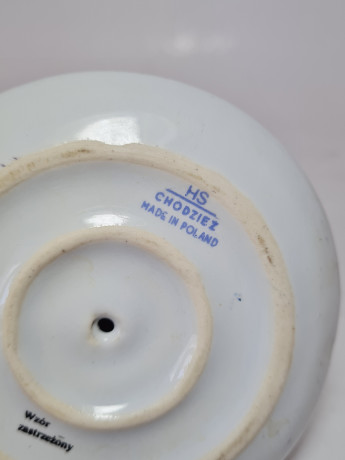 HS
CHODZIEŻ
MADE IN POLAND
Wzór
zastrzeżony